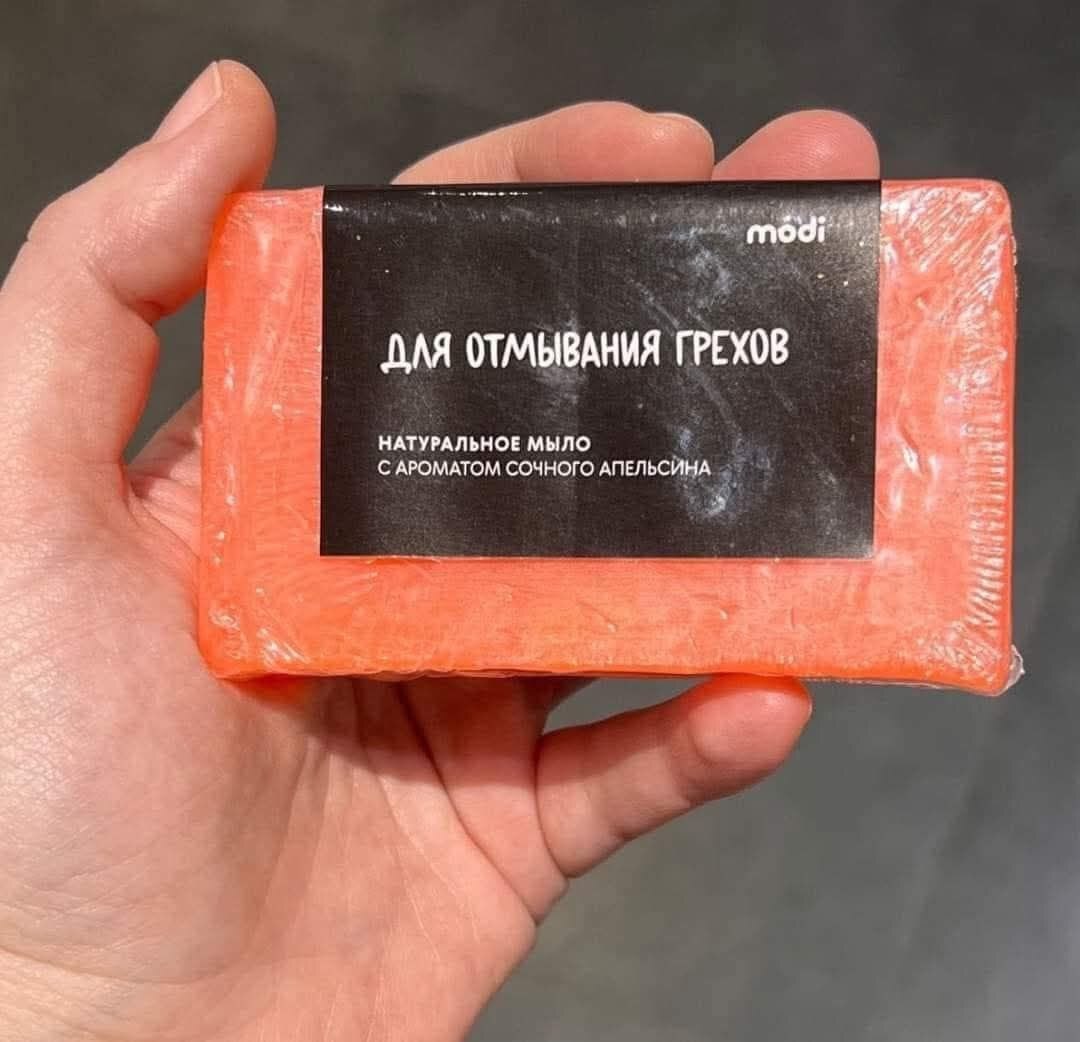 modi
ДЛЯ ОТМЫВАНИЯ ГРЕХОВ
НАТУРАЛЬНОЕ МЫЛО
С АРОМАТОМ СОЧНОГО АПЕЛЬСИНА